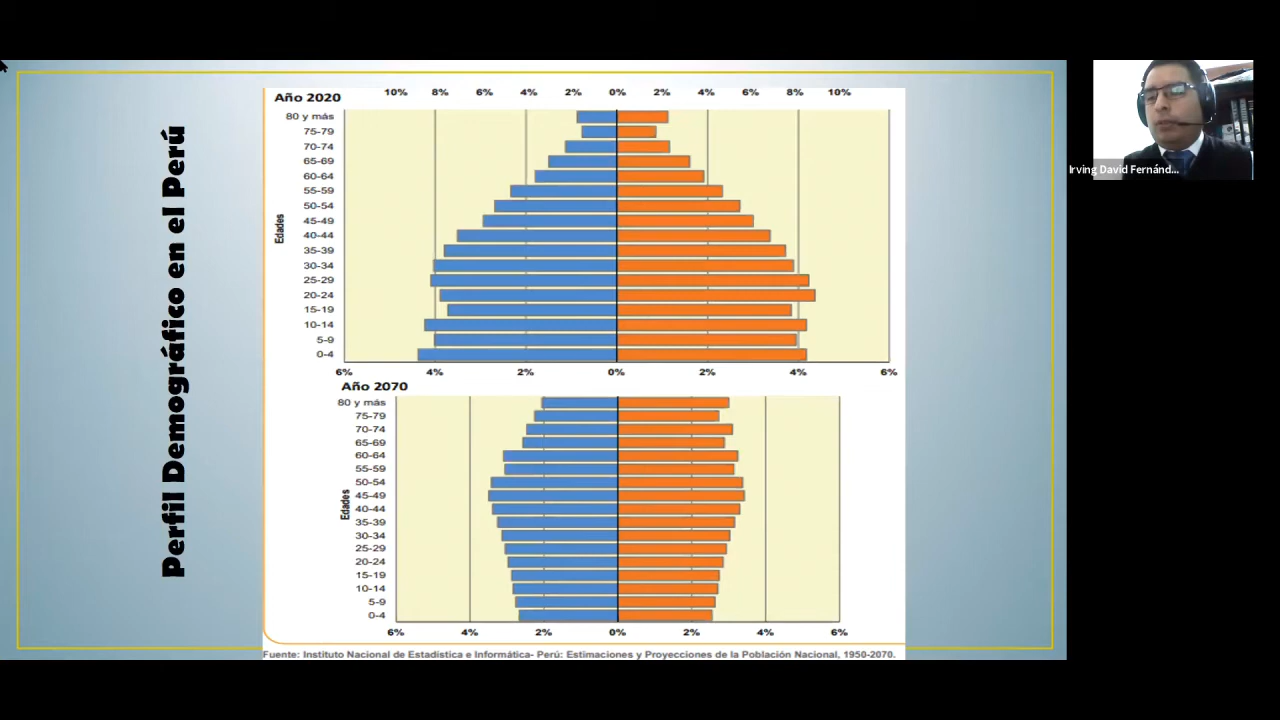 Perfil Demográfico en el Perú
Año 2020
10% 8% 6% 4% 2% 0% 2% 4% 6% 8% 10%
80 y más
75-79
70-74
65-69
60-64
55-59
50-54
45-49
40-44
35-39
30-34
25-29
20-24
15-19
10-14
5-9
0-4
Edades
6% 4% 2% 0% 2% 4% 6%
Año 2070
80 y más
75-79
70-74
65-69
60-64
55-59
50-54
45-49
40-44
35-39
30-34
25-29
20-24
15-19
10-14
5-9
0-4
Edades
6% 4% 2% 0% 2% 4% 6%
Fuente: Instituto Nacional de Estadística e Informática- Perú: Estimaciones y Proyecciones de la Población Nacional, 1950-2070.
Irving David Fernánd...